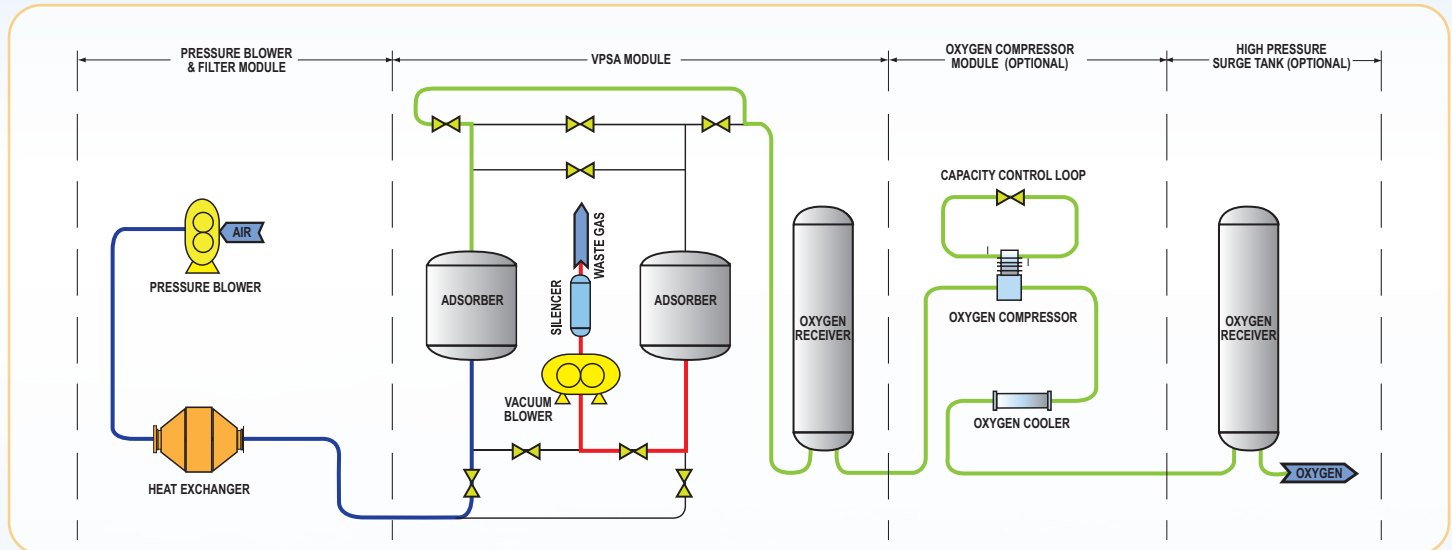 PRESSURE BLOWER
& FILTER MODULE
VPSA MODULE
OXYGEN COMPRESSOR
MODULE (OPTIONAL)
HIGH PRESSURE
SURGE TANK (OPTIONAL)
AIR
PRESSURE BLOWER
HEAT EXCHANGER
ADSORBER
WASTE GAS
SILENCER
VACUUM
BLOWER
ADSORBER
OXYGEN
RECEIVER
CAPACITY CONTROL LOOP
OXYGEN COMPRESSOR
OXYGEN COOLER
OXYGEN
RECEIVER
OXYGEN